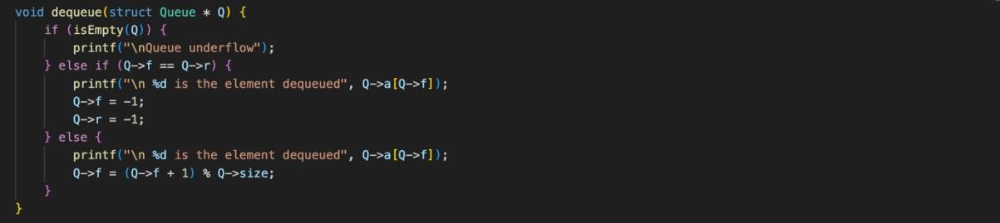 void dequeue(struct Queue * Q) {
    if (isEmpty(Q)) {
        printf("\nQueue underflow");
    } else if (Q->f == Q->r) {
        printf("\n %d is the element dequeued", Q->a[Q->f]);
        Q->f = -1;
        Q->r = -1;
    } else {
        printf("\n %d is the element dequeued", Q->a[Q->f]);
        Q->f = (Q->f + 1) % Q->size;
    }
}